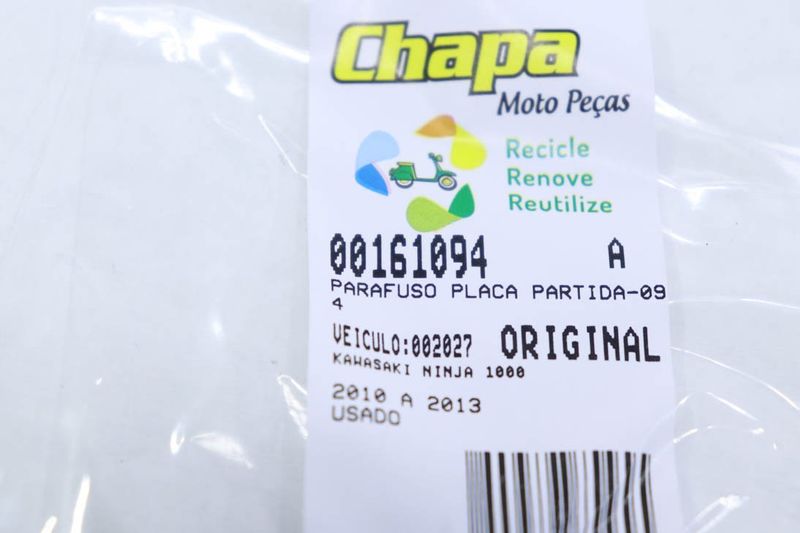 Chapa
Moto Peças
Recicle
Renove
Reutilize
00161094 A
PARAFUSO PLACA PARTIDA-09
4
VEICULO:002027 ORIGINAL
KAWASAKI NINJA 1000
2010 A 2013
USADO